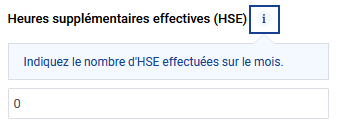 Heures supplémentaires effectives (HSE) i
Indiquez le nombre d'HSE effectuées sur le mois.
0